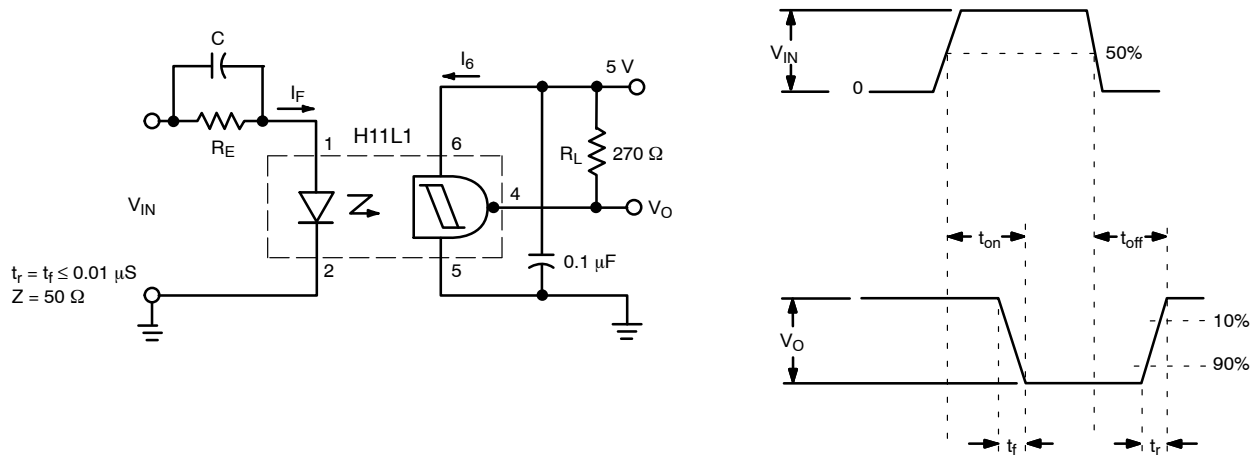 C
I_F
R_E
1
H11L1
I_6
5 V
6
R_L
270 Ω
4
V_IN
V_O
2
5
0.1 μF
t_r = t_f ≤ 0.01 μS
Z = 50 Ω
V_IN
0
50%
t_on
t_off
V_O
10%
90%
t_f
t_r